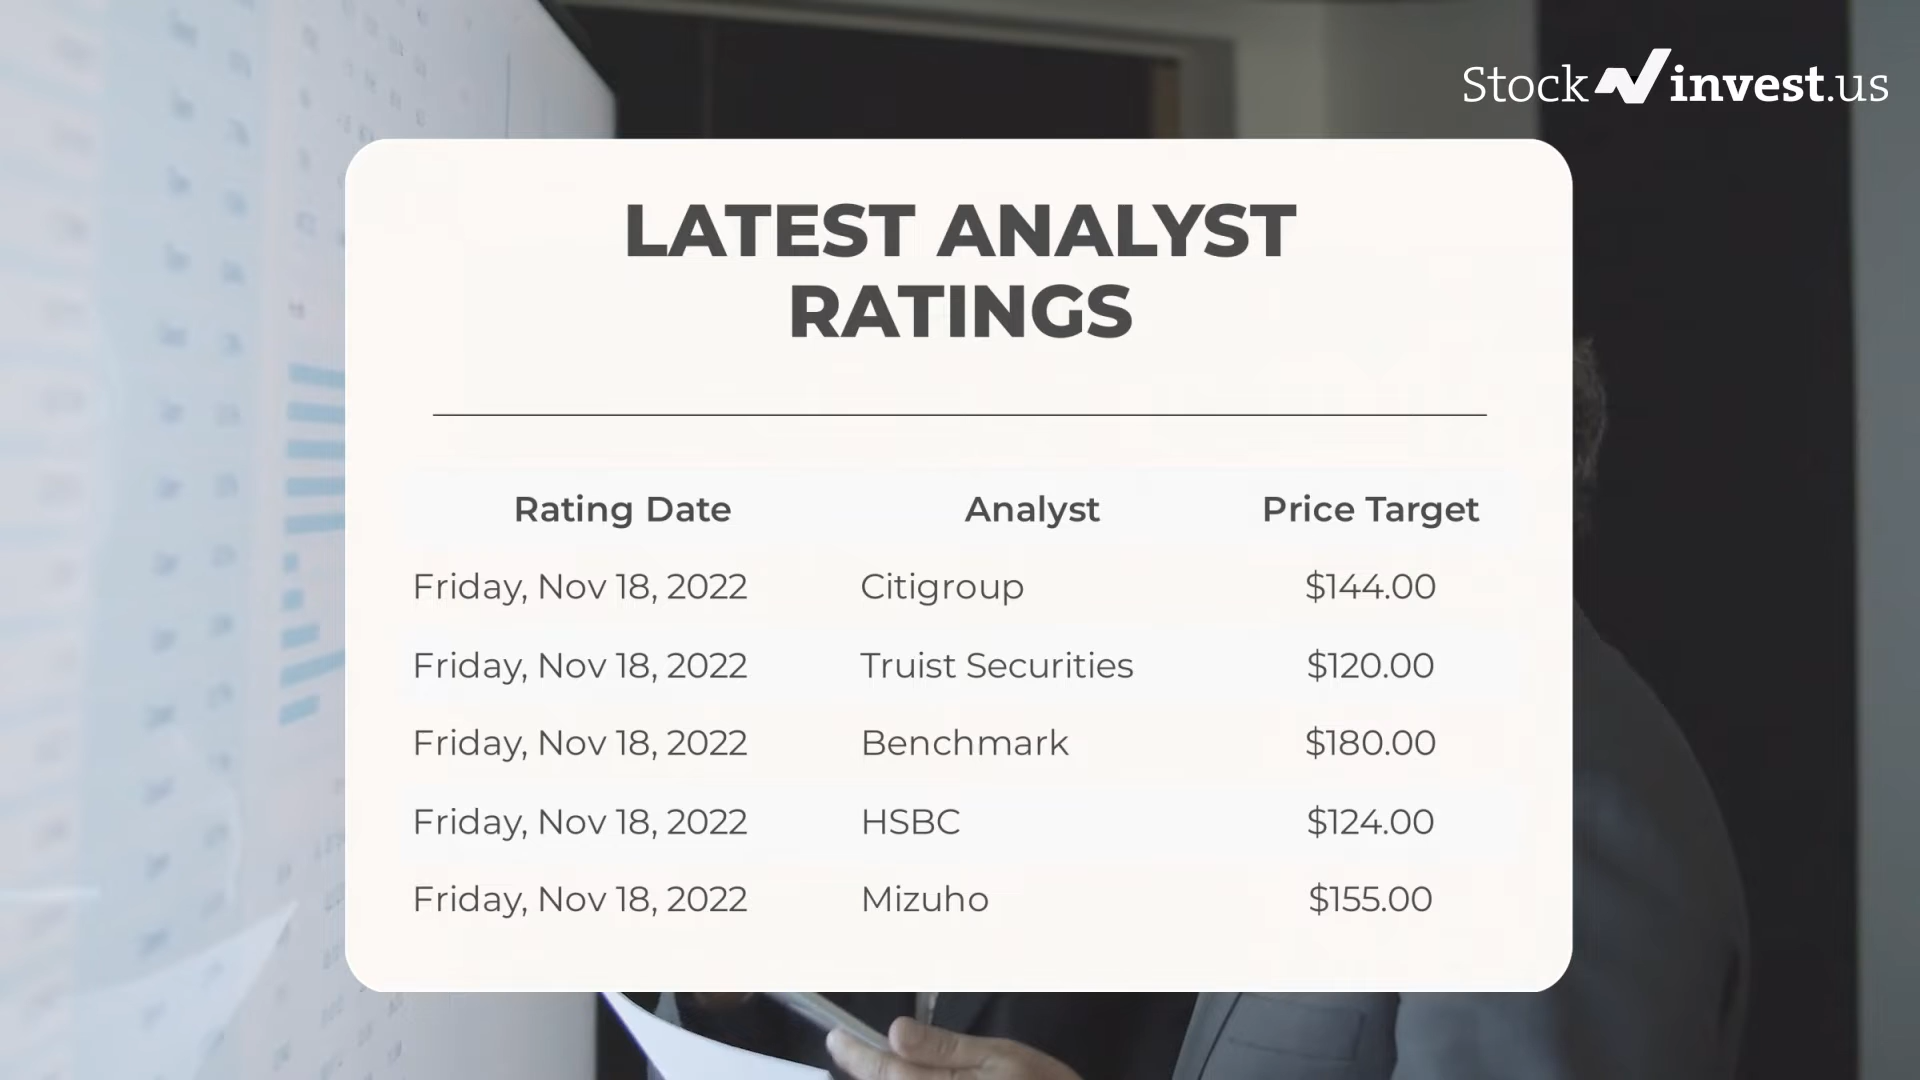 Stock invest.us
LATEST ANALYST
RATINGS
Rating Date Analyst Price Target
Friday, Nov 18, 2022 Citigroup $144.00
Friday, Nov 18, 2022 Truist Securities $120.00
Friday, Nov 18, 2022 Benchmark $180.00
Friday, Nov 18, 2022 HSBC $124.00
Friday, Nov 18, 2022 Mizuho $155.00